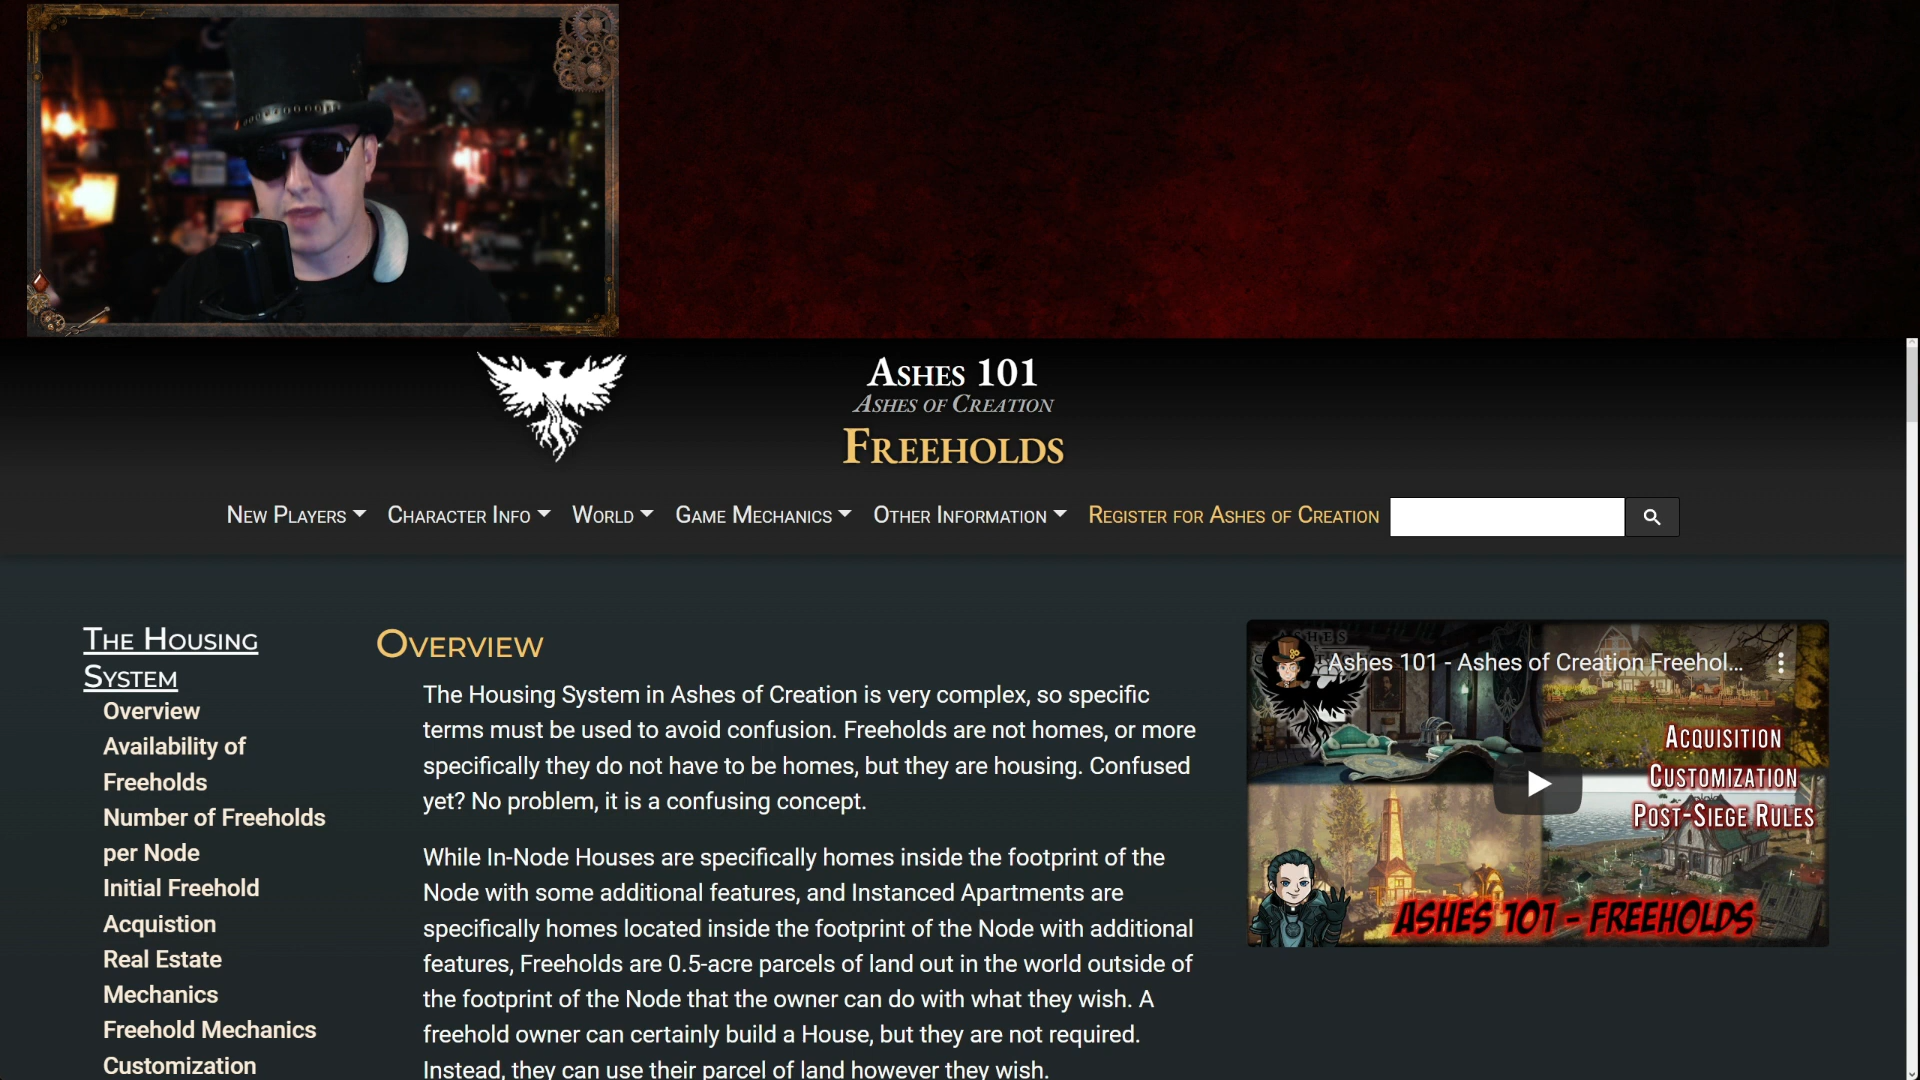 Ashes 101
Ashes of Creation
Freeholds
New Players
Character Info
World
Game Mechanics
Other Information
Register for Ashes of Creation
The Housing
System
Overview
Availability of
Freeholds
Number of Freeholds
per Node
Initial Freehold
Acquistion
Real Estate
Mechanics
Freehold Mechanics
Customization
Overview
The Housing System in Ashes of Creation is very complex, so specific
terms must be used to avoid confusion. Freeholds are not homes, or more
specifically they do not have to be homes, but they are housing. Confused
yet? No problem, it is a confusing concept.
While In-Node Houses are specifically homes inside the footprint of the
Node with some additional features, and Instanced Apartments are
specifically homes located inside the footprint of the Node with additional
features, Freeholds are 0.5-acre parcels of land out in the world outside of
the footprint of the Node that the owner can do with what they wish. A
freehold owner can certainly build a House, but they are not required.
Instead, they can use their parcel of land however they wish.
Ashes 101 - Ashes of Creation Freehol...
Acquisition
Customization
Post-Siege Rules
Ashes 101 - Freeholds